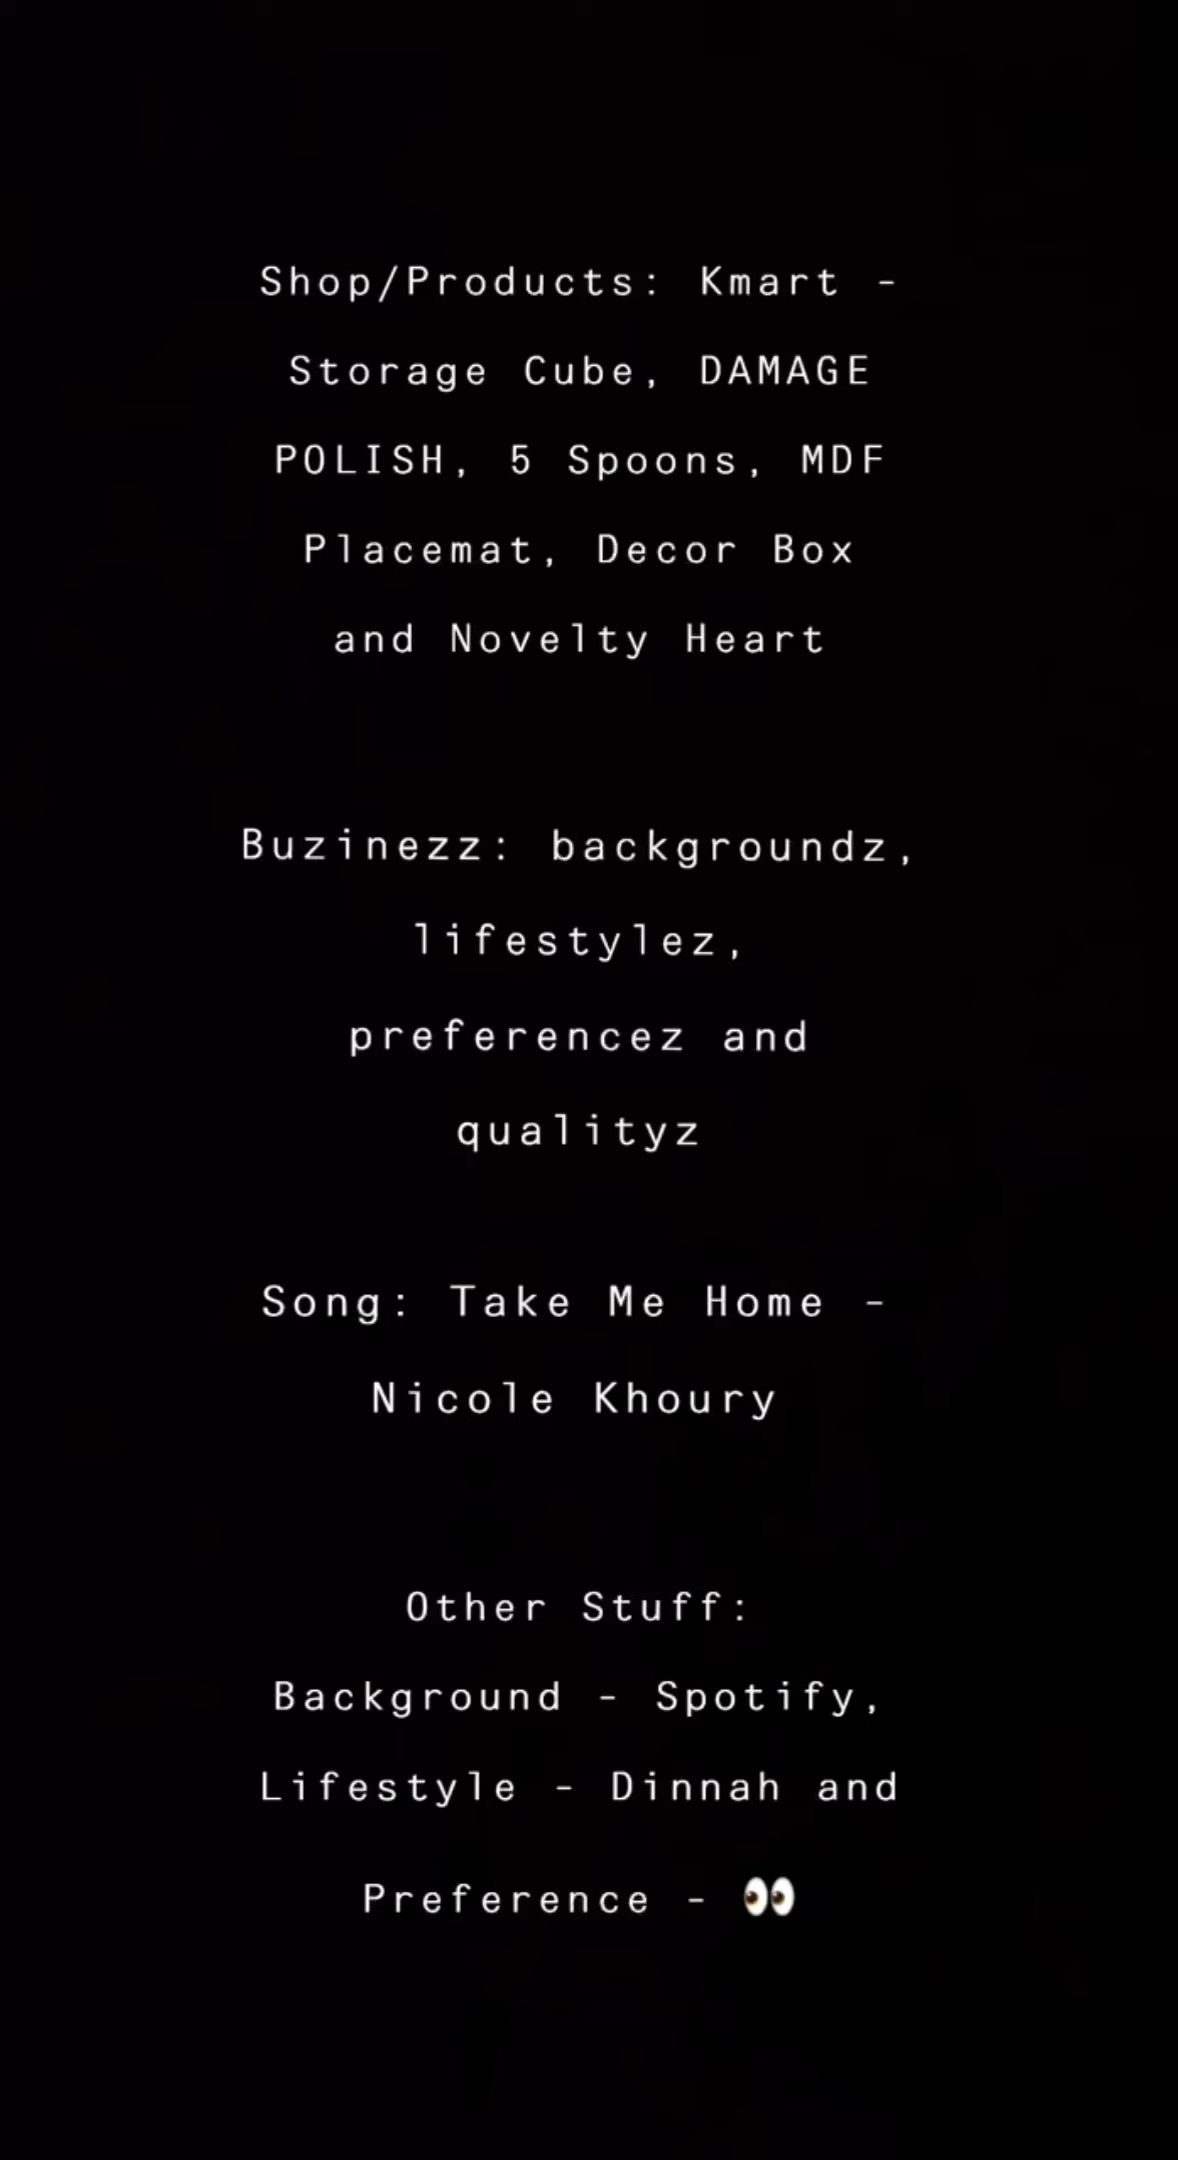 Shop/Products: Kmart -
Storage Cube, DAMAGE
POLISH, 5 Spoons, MDF
Placemat, Decor Box
and Novelty Heart
Buzinezz: backgroundz,
lifestylez,
preferencez and
qualityz
Song: Take Me Home -
Nicole Khoury
Other Stuff:
Background - Spotify,
Lifestyle - Dinnah and
Preference - 👀